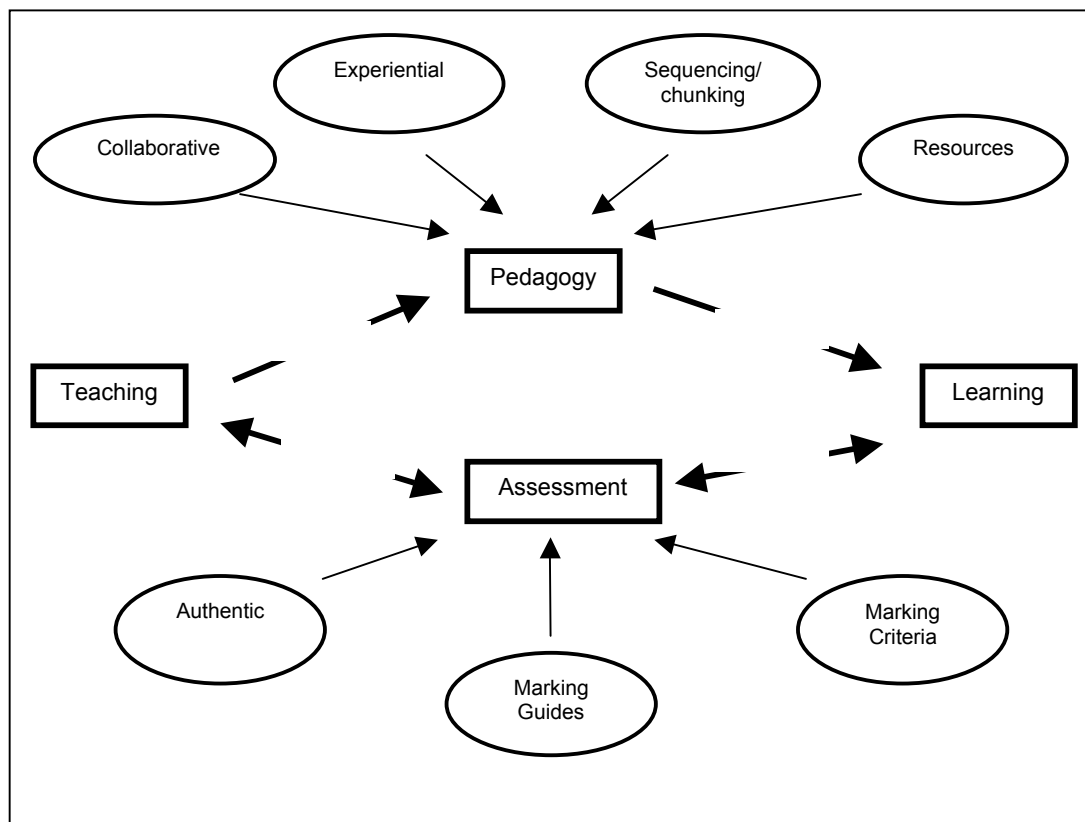 Experiential
Sequencing/
chunking
Collaborative
Resources
Pedagogy
Teaching
Learning
Assessment
Authentic
Marking
Guides
Marking
Criteria